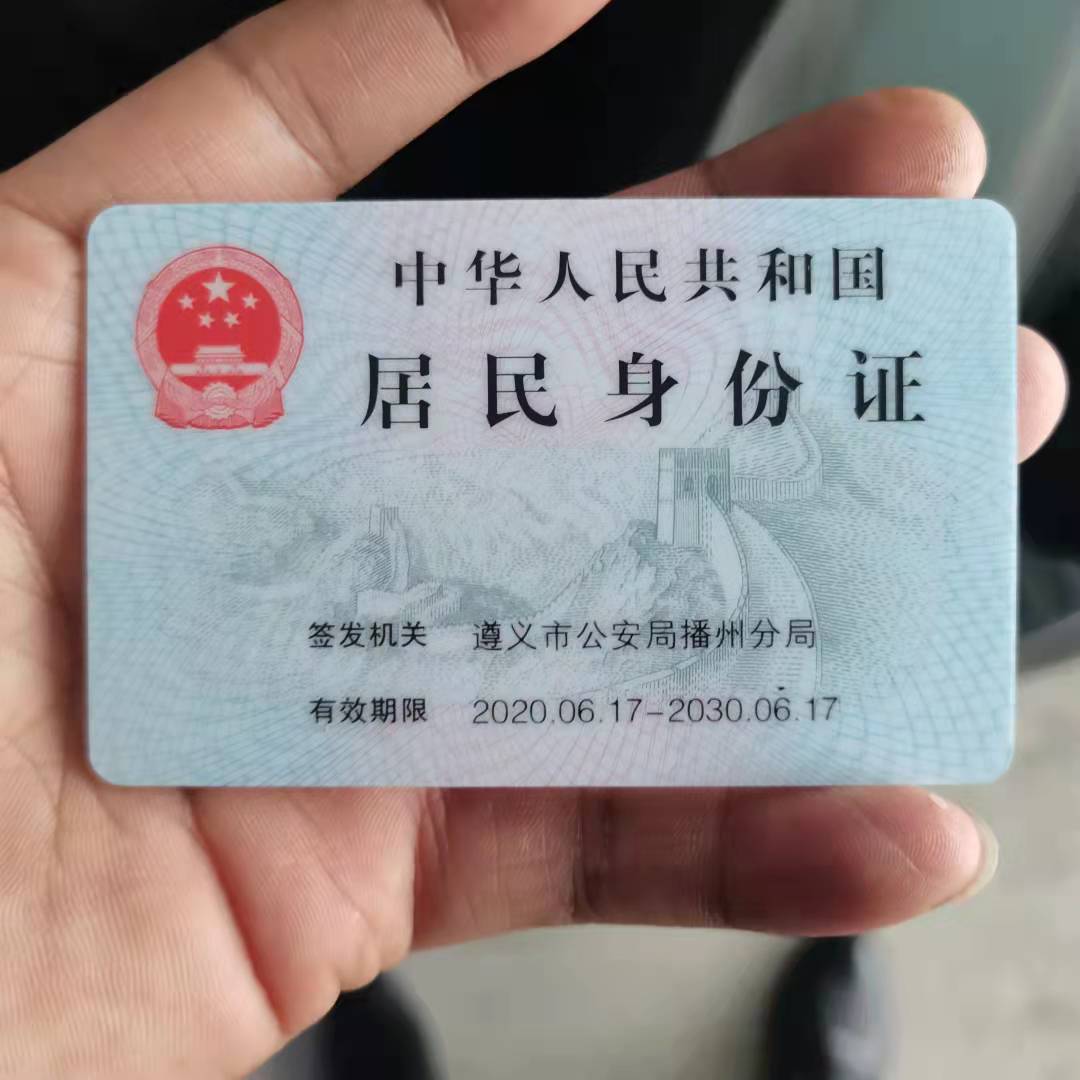 中华人民共和国
居民身份证
签发机关 遵义市公安局播州分局
有效期限 2020.06.17-2030.06.17